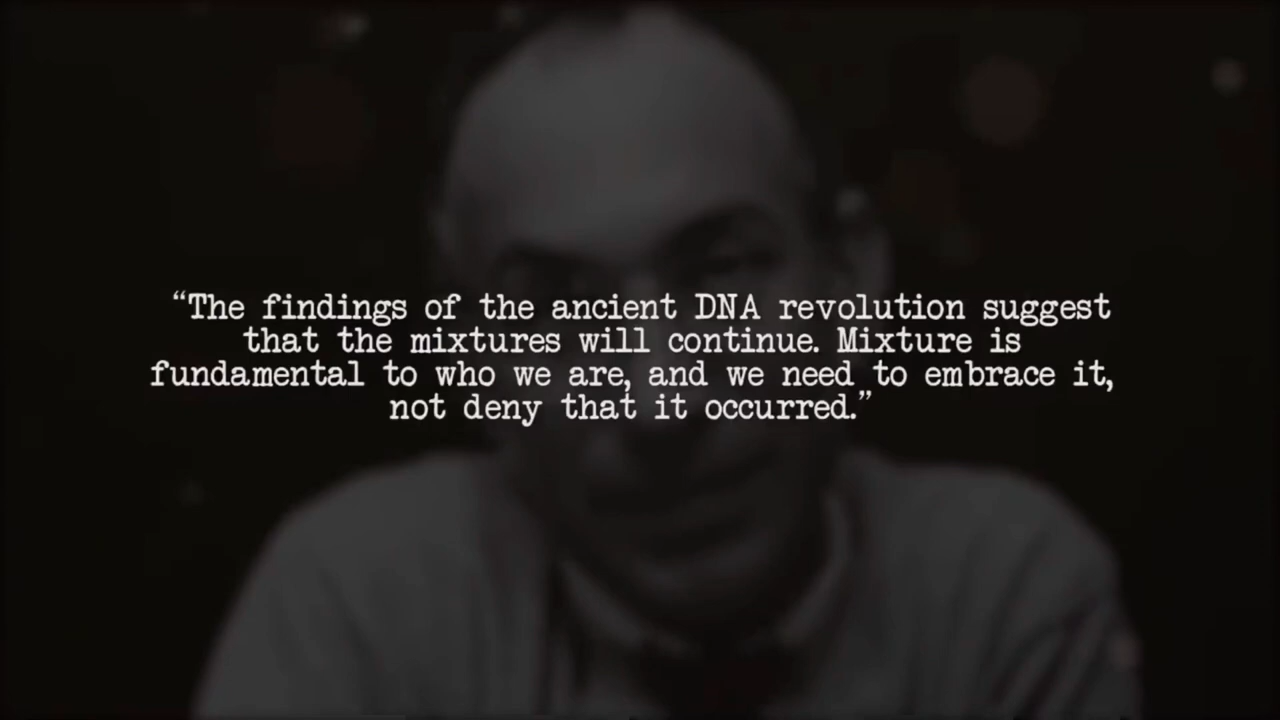 “The findings of the ancient DNA revolution suggest
that the mixtures will continue. Mixture is
fundamental to who we are, and we need to embrace it,
not deny that it occurred.”